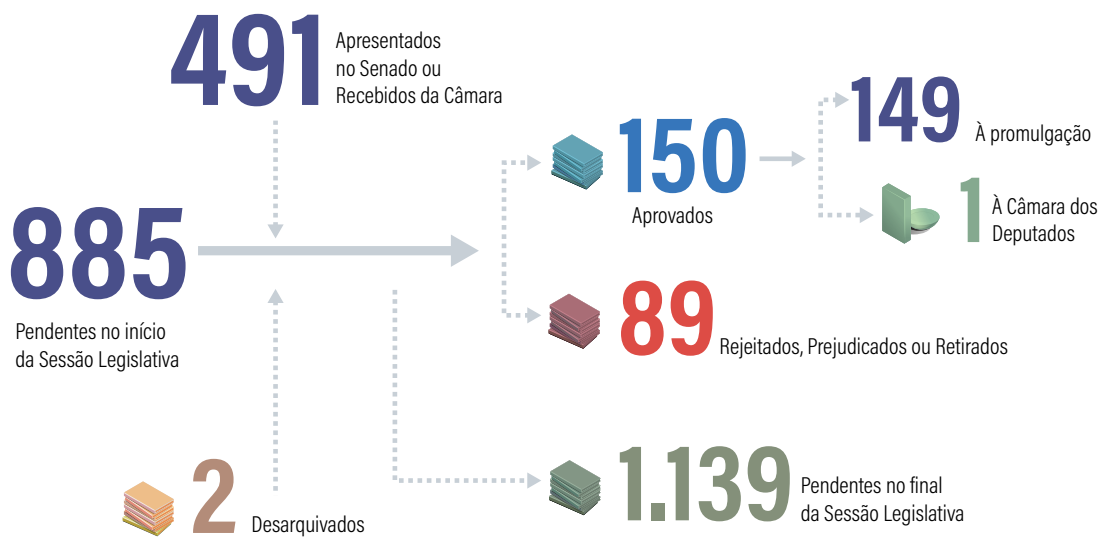 491
Apresentados
no Senado ou
Recebidos da Câmara
885
Pendentes no início
da Sessão Legislativa
2
Desarquivados
150
Aprovados
149
À promulgação
1
À Câmara dos
Deputados
89
Rejeitados, Prejudicados ou Retirados
1.139
Pendentes no final
da Sessão Legislativa